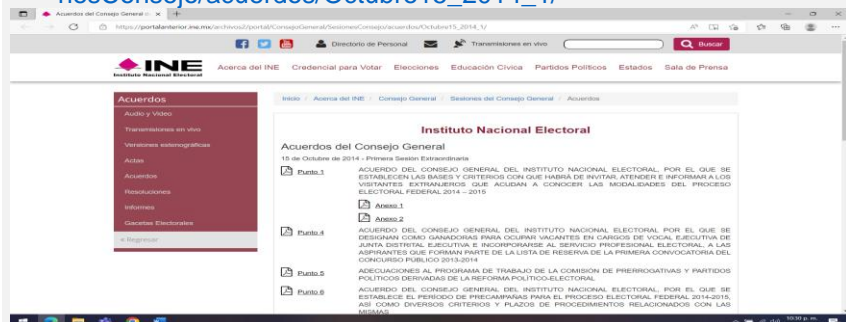 nesConsejo/acuerdos/Octubre15_2014_1/
Acuerdos del Consejo General
https://portalanterior.ine.mx/archivos2/portal/ConsejoGeneral/SesionesConsejo/acuerdos/Octubre15_2014_1/
Directorio de Personal Transmisiones en vivo Buscar
INE
Instituto Nacional Electoral
Acerca del INE Credencial para Votar Elecciones Educación Cívica Partidos Políticos Estados Sala de Prensa
Acuerdos
Audio y Video
Transmisiones en vivo
Versiones estenográficas
Actas
Acuerdos
Resoluciones
Informes
Gacetas Electorales
« Regresar
Inicio / Acerca del INE / Consejo General / Sesiones del Consejo General / Acuerdos
Instituto Nacional Electoral
Acuerdos del Consejo General
15 de Octubre de 2014 - Primera Sesión Extraordinaria
Punto 1 ACUERDO DEL CONSEJO GENERAL DEL INSTITUTO NACIONAL ELECTORAL, POR EL QUE SE
ESTABLECEN LAS BASES Y CRITERIOS CON QUE HABRÁ DE INVITAR, ATENDER E INFORMAR A LOS
VISITANTES EXTRANJEROS QUE ACUDAN A CONOCER LAS MODALIDADES DEL PROCESO
ELECTORAL FEDERAL 2014 – 2015
Anexo 1
Anexo 2
Punto 4 ACUERDO DEL CONSEJO GENERAL DEL INSTITUTO NACIONAL ELECTORAL, POR EL QUE SE
DESIGNAN COMO GANADORAS PARA OCUPAR VACANTES EN CARGOS DE VOCAL EJECUTIVA DE
JUNTA DISTRITAL EJECUTIVA E INCORPORARSE AL SERVICIO PROFESIONAL ELECTORAL, A LAS
ASPIRANTES QUE FORMAN PARTE DE LA LISTA DE RESERVA DE LA PRIMERA CONVOCATORIA DEL
CONCURSO PÚBLICO 2013-2014
Punto 5 ADECUACIONES AL PROGRAMA DE TRABAJO DE LA COMISIÓN DE PRERROGATIVAS Y PARTIDOS
POLÍTICOS DERIVADAS DE LA REFORMA POLÍTICO-ELECTORAL
Punto 6 ACUERDO DEL CONSEJO GENERAL DEL INSTITUTO NACIONAL ELECTORAL, POR EL QUE SE
ESTABLECE EL PERÍODO DE PRECAMPAÑAS PARA EL PROCESO ELECTORAL FEDERAL 2014-2015,
ASÍ COMO DIVERSOS CRITERIOS Y PLAZOS DE PROCEDIMIENTOS RELACIONADOS CON LAS
MISMAS
10:30 p. m.